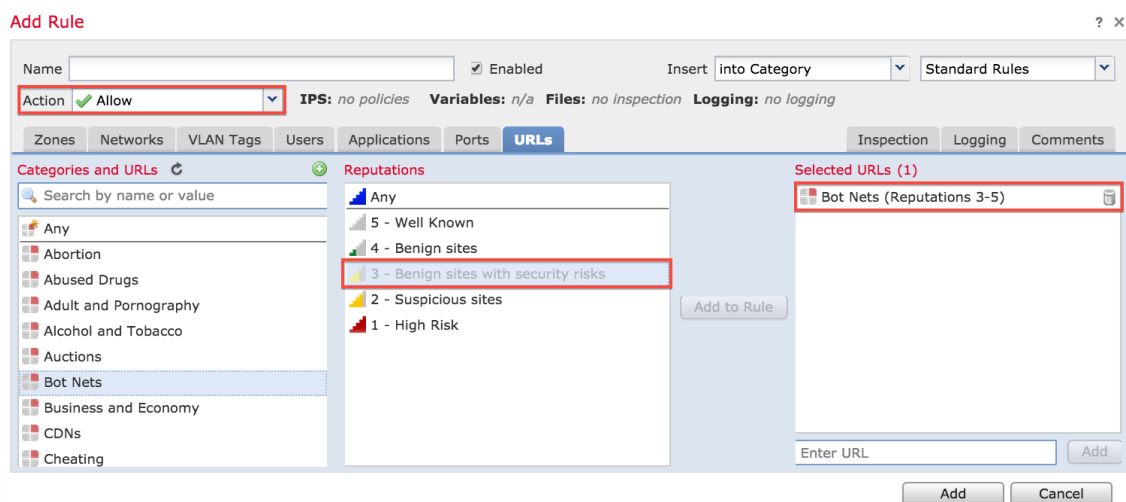 Add Rule ? ×
Name Enabled Insert into Category Standard Rules
Action Allow IPS: no policies Variables: n/a Files: no inspection Logging: no logging
Zones Networks VLAN Tags Users Applications Ports URLs Inspection Logging Comments
Categories and URLs Reputations Selected URLs (1)
Search by name or value
Any
Abortion
Abused Drugs
Adult and Pornography
Alcohol and Tobacco
Auctions
Bot Nets
Business and Economy
CDNs
Cheating
Any
5 - Well Known
4 - Benign sites
3 - Benign sites with security risks
2 - Suspicious sites
1 - High Risk
Add to Rule
Bot Nets (Reputations 3-5)
Enter URL Add
Add Cancel